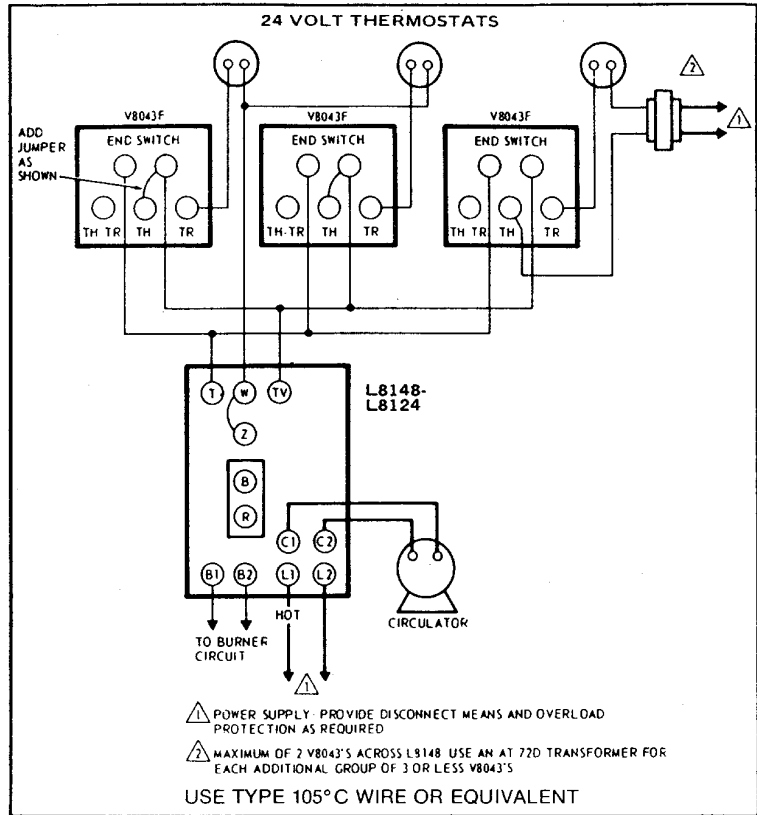 24 VOLT THERMOSTATS
2
1
V8043F
V8043F
V8043F
ADD
JUMPER
AS
SHOWN
END SWITCH
END SWITCH
END SWITCH
TH TR TH TR
TH-TR TH TR
TH TR TH TR
T W TV
L8148-
L8124
Z
B
R
C1 C2
B1 B2 L1 L2
HOT
TO BURNER
CIRCUIT
CIRCULATOR
1
1 POWER SUPPLY - PROVIDE DISCONNECT MEANS AND OVERLOAD
PROTECTION AS REQUIRED
2 MAXIMUM OF 2 V8043'S ACROSS L8148 USE AN AT 72D TRANSFORMER FOR
EACH ADDITIONAL GROUP OF 3 OR LESS V8043'S
USE TYPE 105°C WIRE OR EQUIVALENT